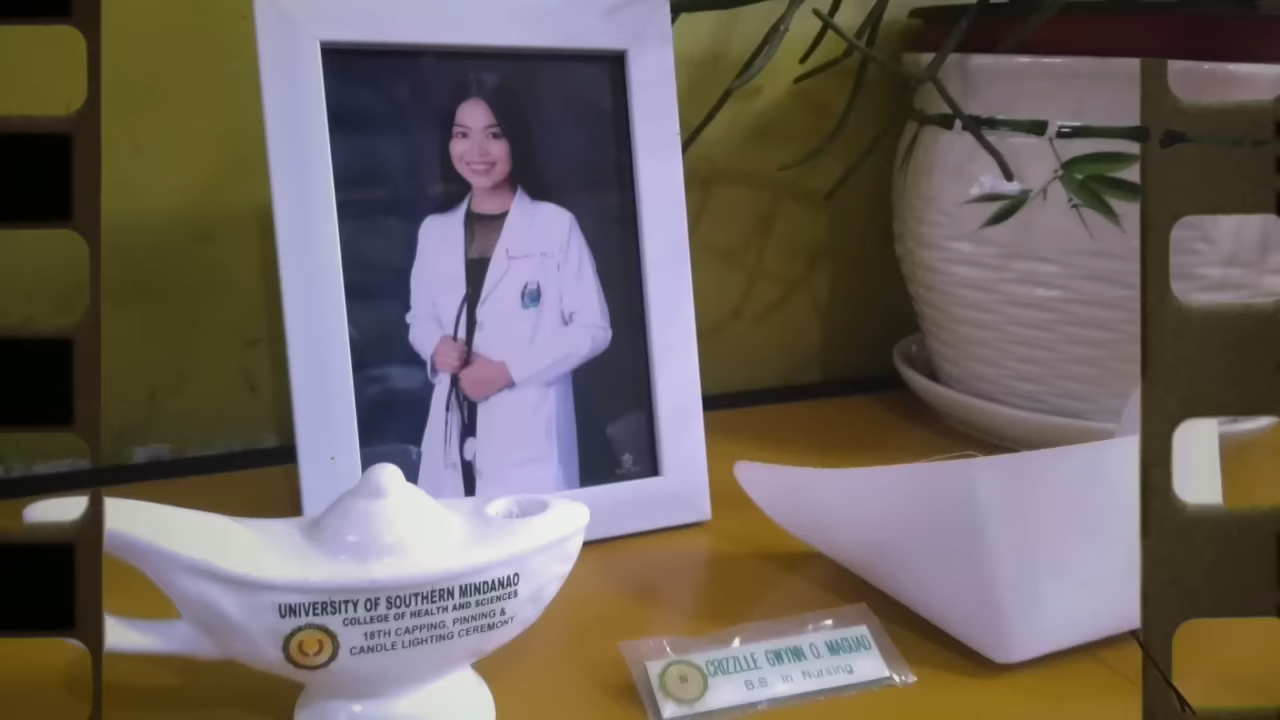 UNIVERSITY OF SOUTHERN MINDANAO
COLLEGE OF HEALTH AND SCIENCES
18TH CAPPING, PINNING &
CANDLE LIGHTING CEREMONY
CRIZZLLE GWYNN O. MAGUAD
B.S. in Nursing